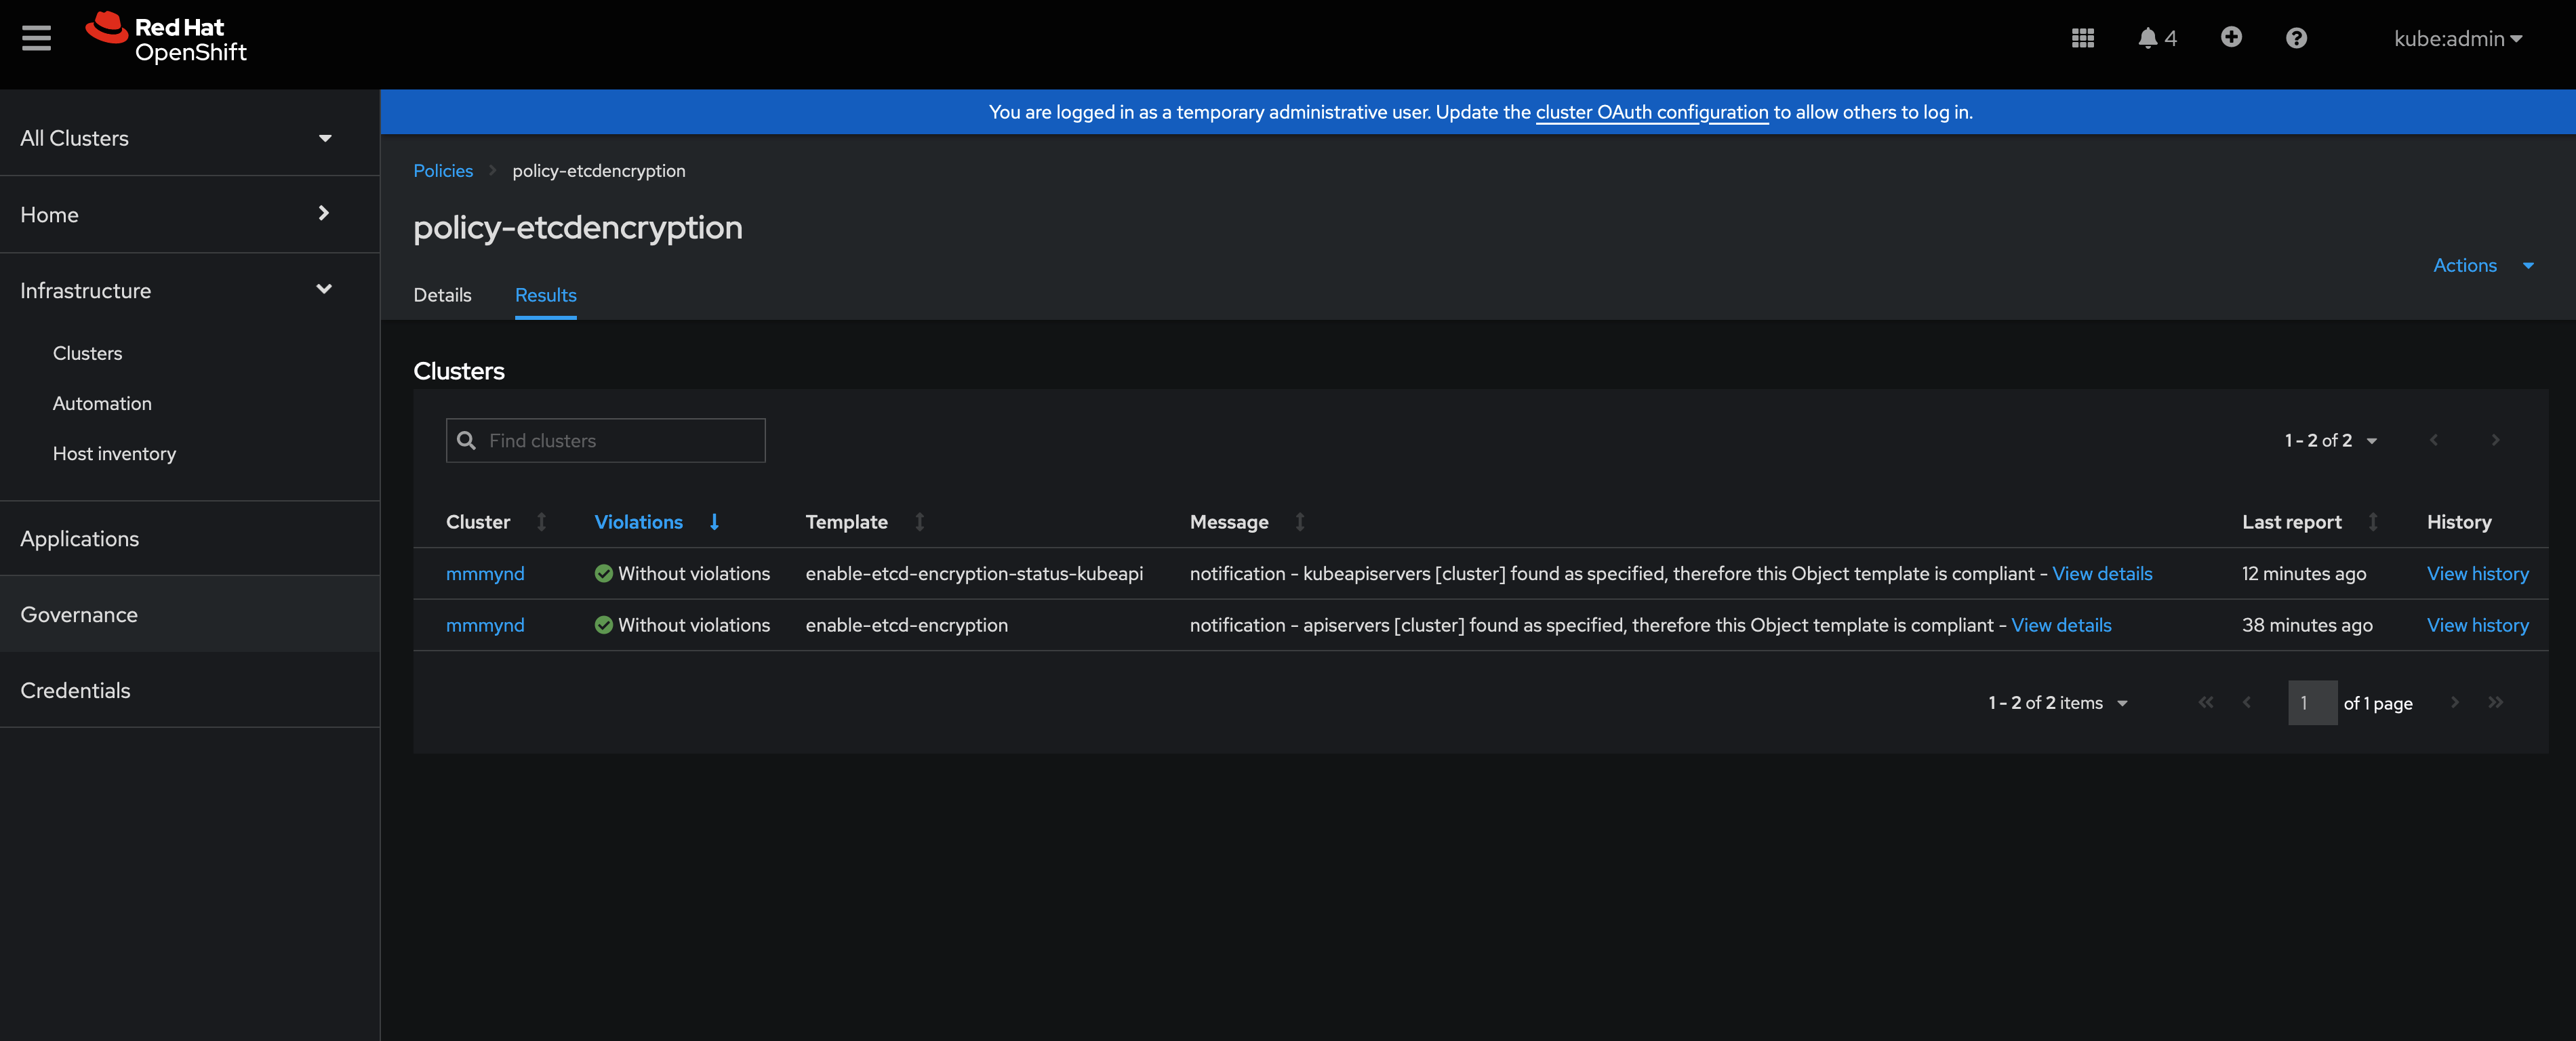 Red Hat
OpenShift
4
kube:admin
All Clusters
Home
Infrastructure
Clusters
Automation
Host inventory
Applications
Governance
Credentials
You are logged in as a temporary administrative user. Update the cluster OAuth configuration to allow others to log in.
Policies
policy-etcdencryption
policy-etcdencryption
Actions
Details
Results
Clusters
Find clusters
1 - 2 of 2
Cluster Violations Template Message Last report History
mmmynd Without violations enable-etcd-encryption-status-kubeapi notification - kubeapiservers [cluster] found as specified, therefore this Object template is compliant - View details 12 minutes ago View history
mmmynd Without violations enable-etcd-encryption notification - apiservers [cluster] found as specified, therefore this Object template is compliant - View details 38 minutes ago View history
1 - 2 of 2 items 1 of 1 page